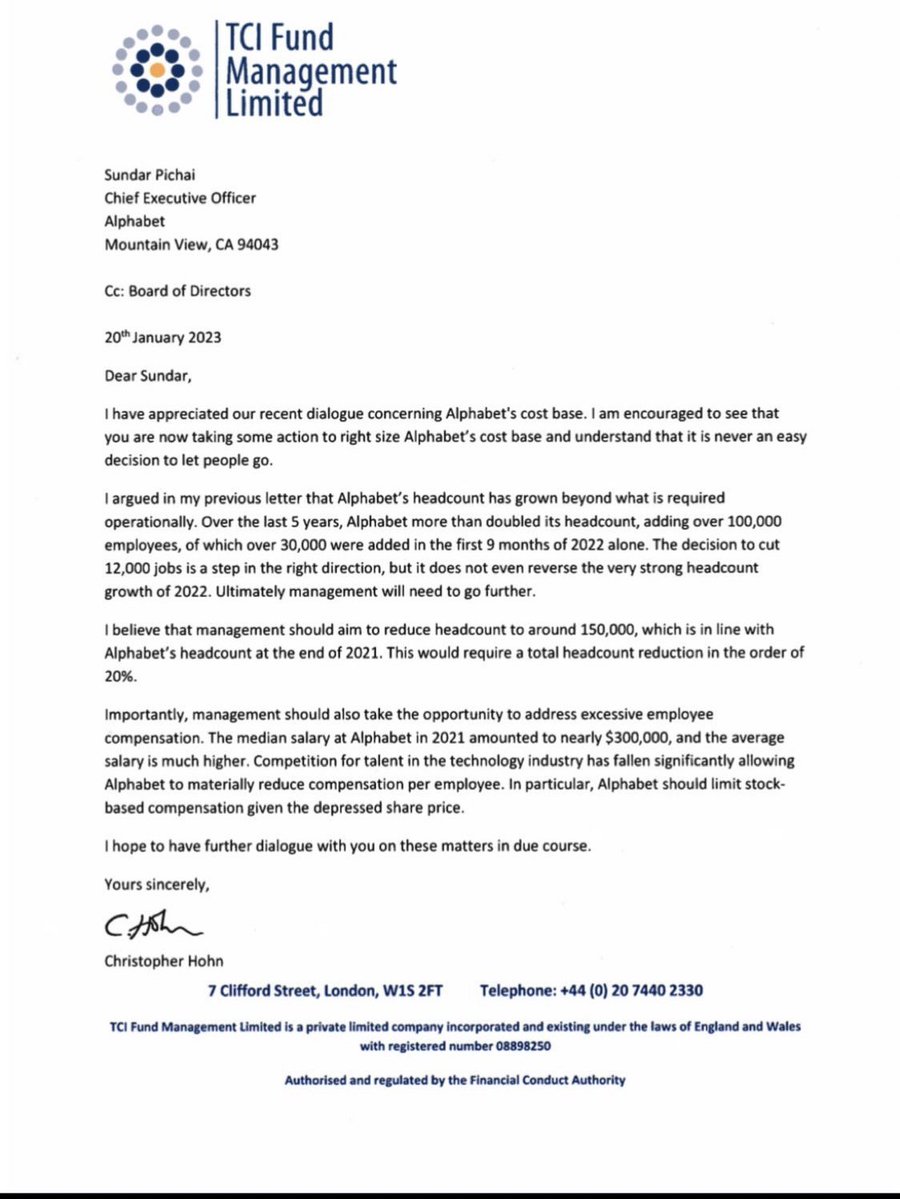 TCI Fund
Management
Limited
Sundar Pichai
Chief Executive Officer
Alphabet
Mountain View, CA 94043
Cc: Board of Directors
20th January 2023
Dear Sundar,
I have appreciated our recent dialogue concerning Alphabet's cost base. I am encouraged to see that
you are now taking some action to right size Alphabet's cost base and understand that it is never an easy
decision to let people go.
I argued in my previous letter that Alphabet's headcount has grown beyond what is required
operationally. Over the last 5 years, Alphabet more than doubled its headcount, adding over 100,000
employees, of which over 30,000 were added in the first 9 months of 2022 alone. The decision to cut
12,000 jobs is a step in the right direction, but it does not even reverse the very strong headcount
growth of 2022. Ultimately management will need to go further.
I believe that management should aim to reduce headcount to around 150,000, which is in line with
Alphabet's headcount at the end of 2021. This would require a total headcount reduction in the order of
20%.
Importantly, management should also take the opportunity to address excessive employee
compensation. The median salary at Alphabet in 2021 amounted to nearly $300,000, and the average
salary is much higher. Competition for talent in the technology industry has fallen significantly allowing
Alphabet to materially reduce compensation per employee. In particular, Alphabet should limit stock-
based compensation given the depressed share price.
I hope to have further dialogue with you on these matters in due course.
Yours sincerely,
C Hohn
Christopher Hohn
7 Clifford Street, London, W1S 2FT Telephone: +44 (0) 20 7440 2330
TCI Fund Management Limited is a private limited company incorporated and existing under the laws of England and Wales
with registered number 08898250
Authorised and regulated by the Financial Conduct Authority